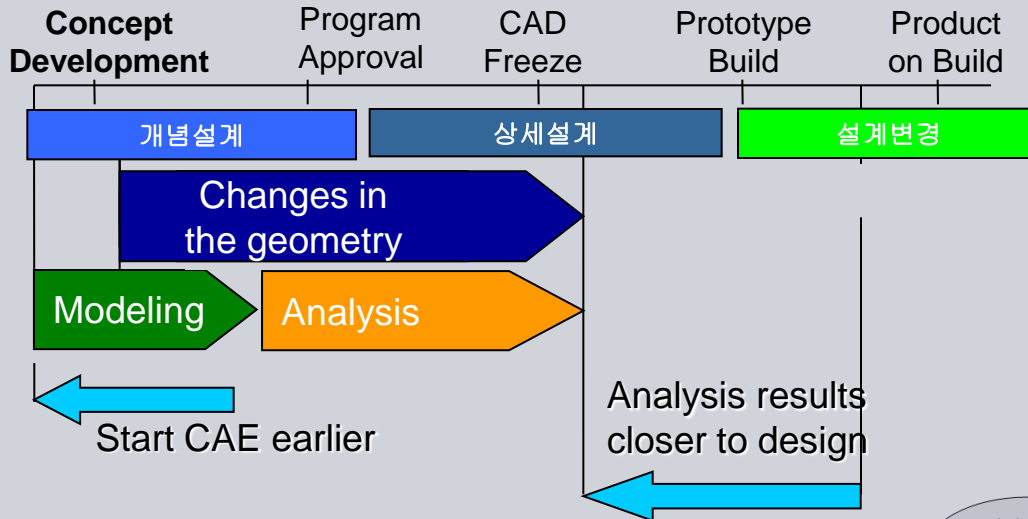 Concept
Development
Program
Approval
CAD
Freeze
Prototype
Build
Product
on Build
개념설계
상세설계
설계변경
Changes in
the geometry
Modeling
Analysis
Start CAE earlier
Analysis results
closer to design